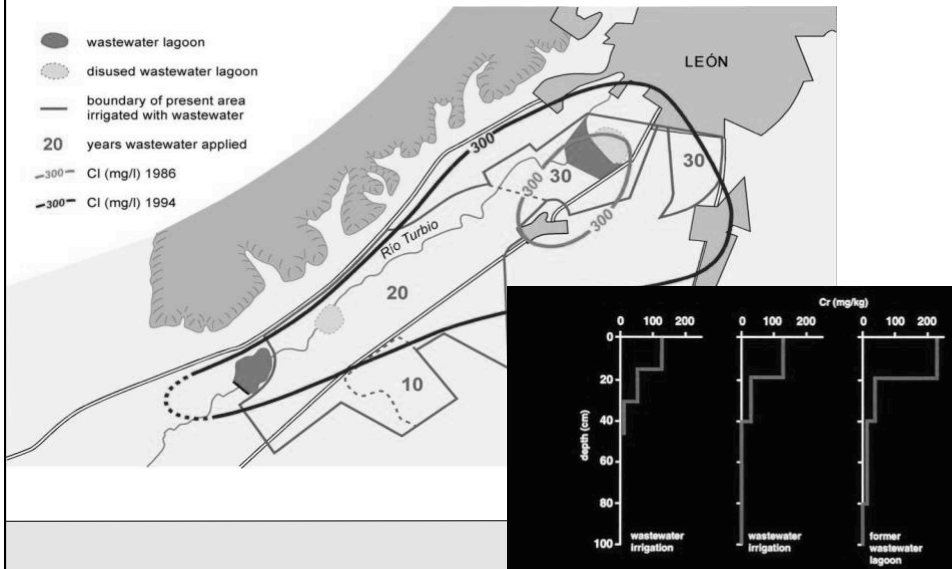 wastewater lagoon
disused wastewater lagoon
boundary of present area
irrigated with wastewater
20 years wastewater applied
300 Cl (mg/l) 1986
300 Cl (mg/l) 1994
LEÓN
300
30
30
300
300
Rio Turbio
20
10
Cr (mg/kg)
0 100 200 0 100 200 0 100 200
0
20
40
60
80
100
depth (cm)
wastewater
irrigation
wastewater
irrigation
former
wastewater
lagoon